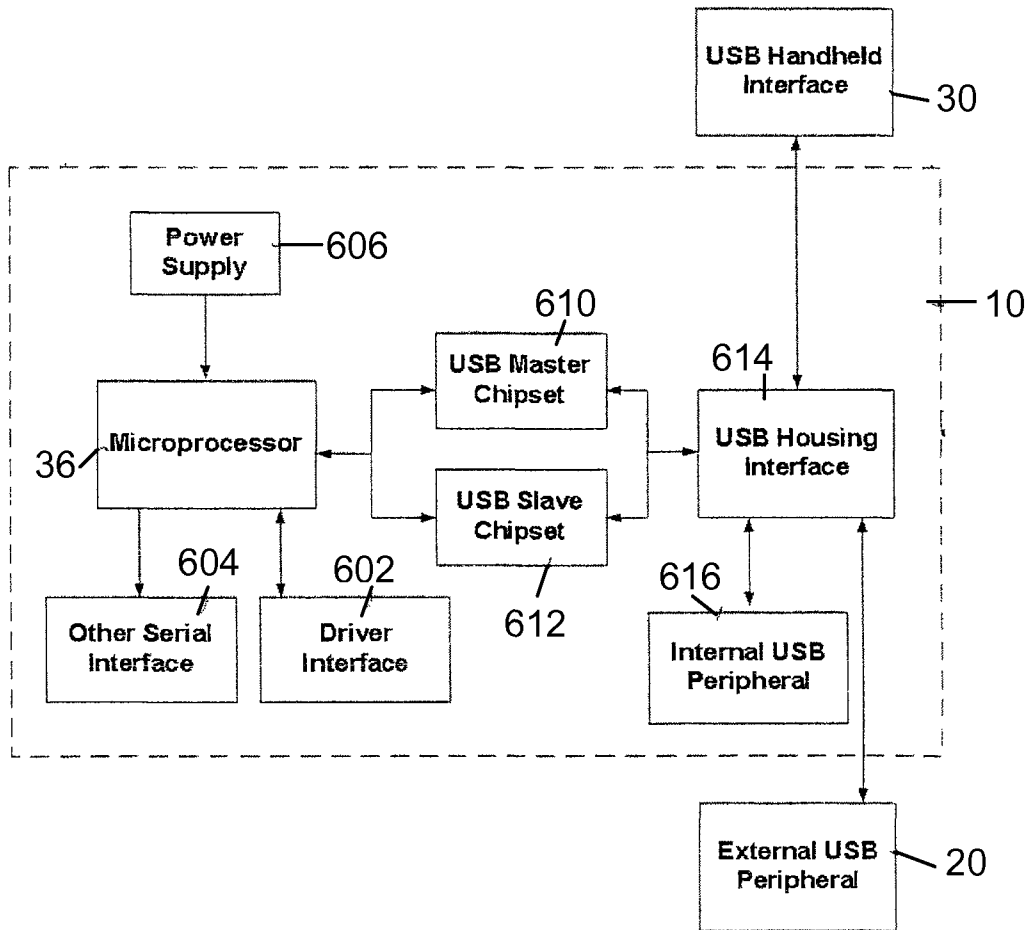 USB Handheld
Interface
30
Power
Supply
606
10
610
USB Master
Chipset
614
Microprocessor
36
USB Housing
Interface
USB Slave
Chipset
612
604
Other Serial
Interface
602
Driver
Interface
616
Internal USB
Peripheral
External USB
Peripheral
20